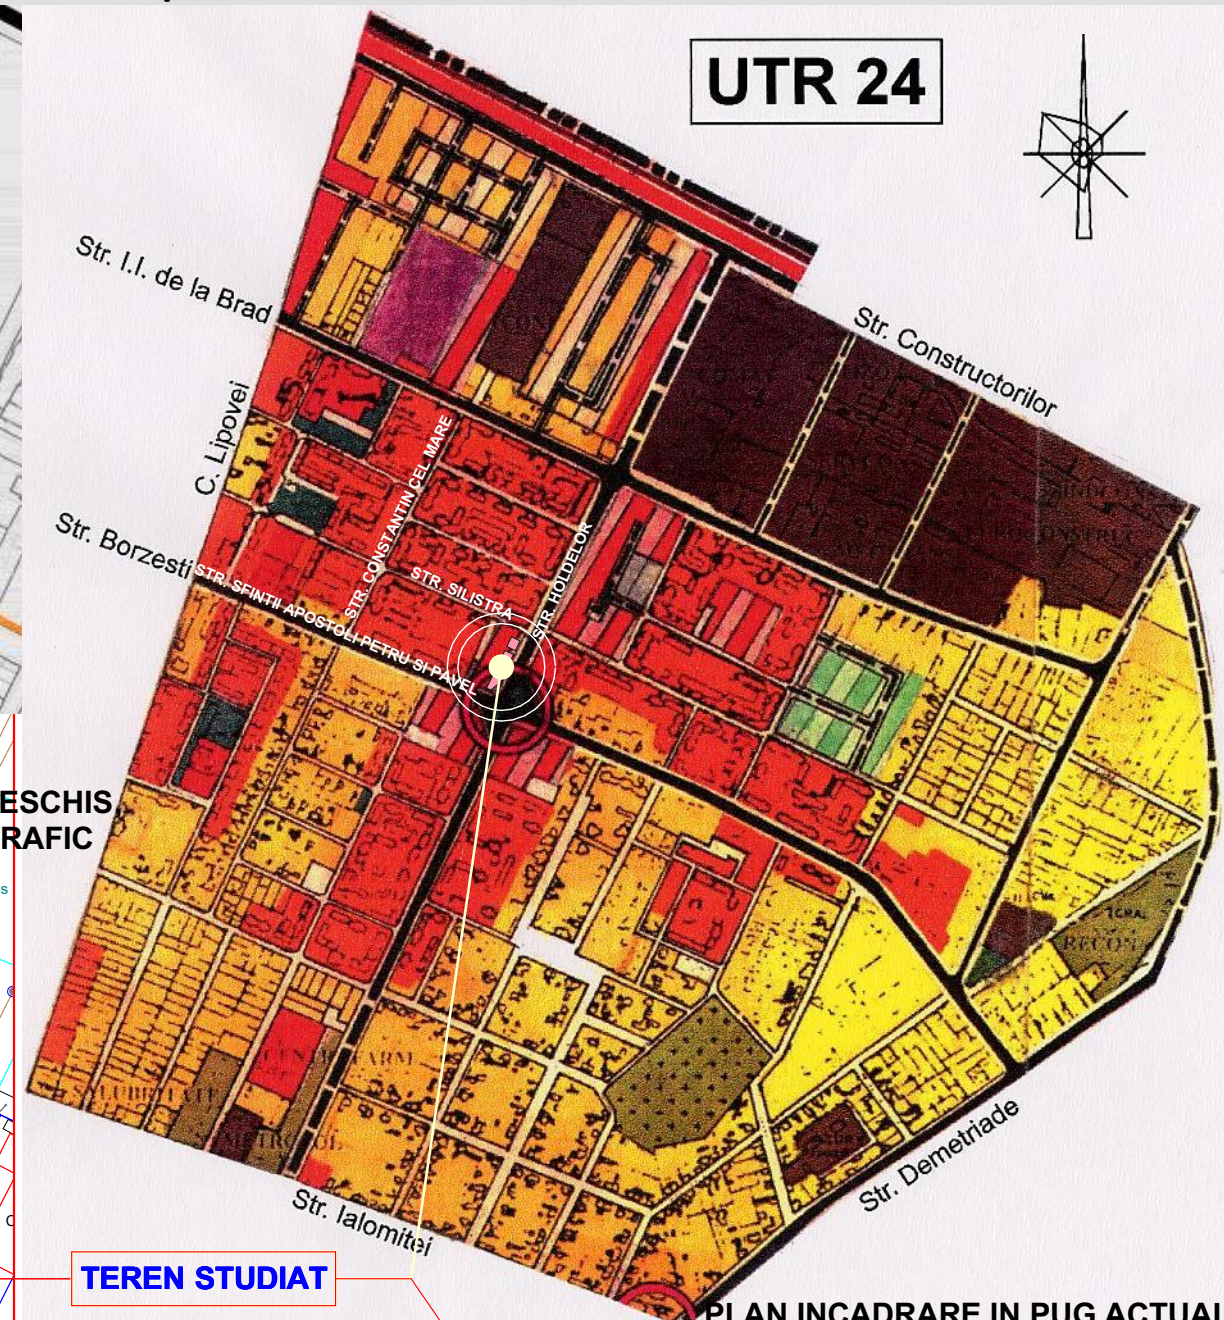 UTR 24
Str. I.I. de la Brad
Str. Constructorilor
C. Lipovei
STR. CONSTANTIN CEL MARE
Str. Borzesti
STR. SFINTII APOSTOLI PETRU SI PAVEL
STR. SILISTRA
STR. HOLDELOR
ESCHIS,
RAFIC
s
RECON
SALUBRITATE
Str. Demetriade
Str. Ialomitei
TEREN STUDIAT
PLAN INCADRARE IN PUG ACTUAL